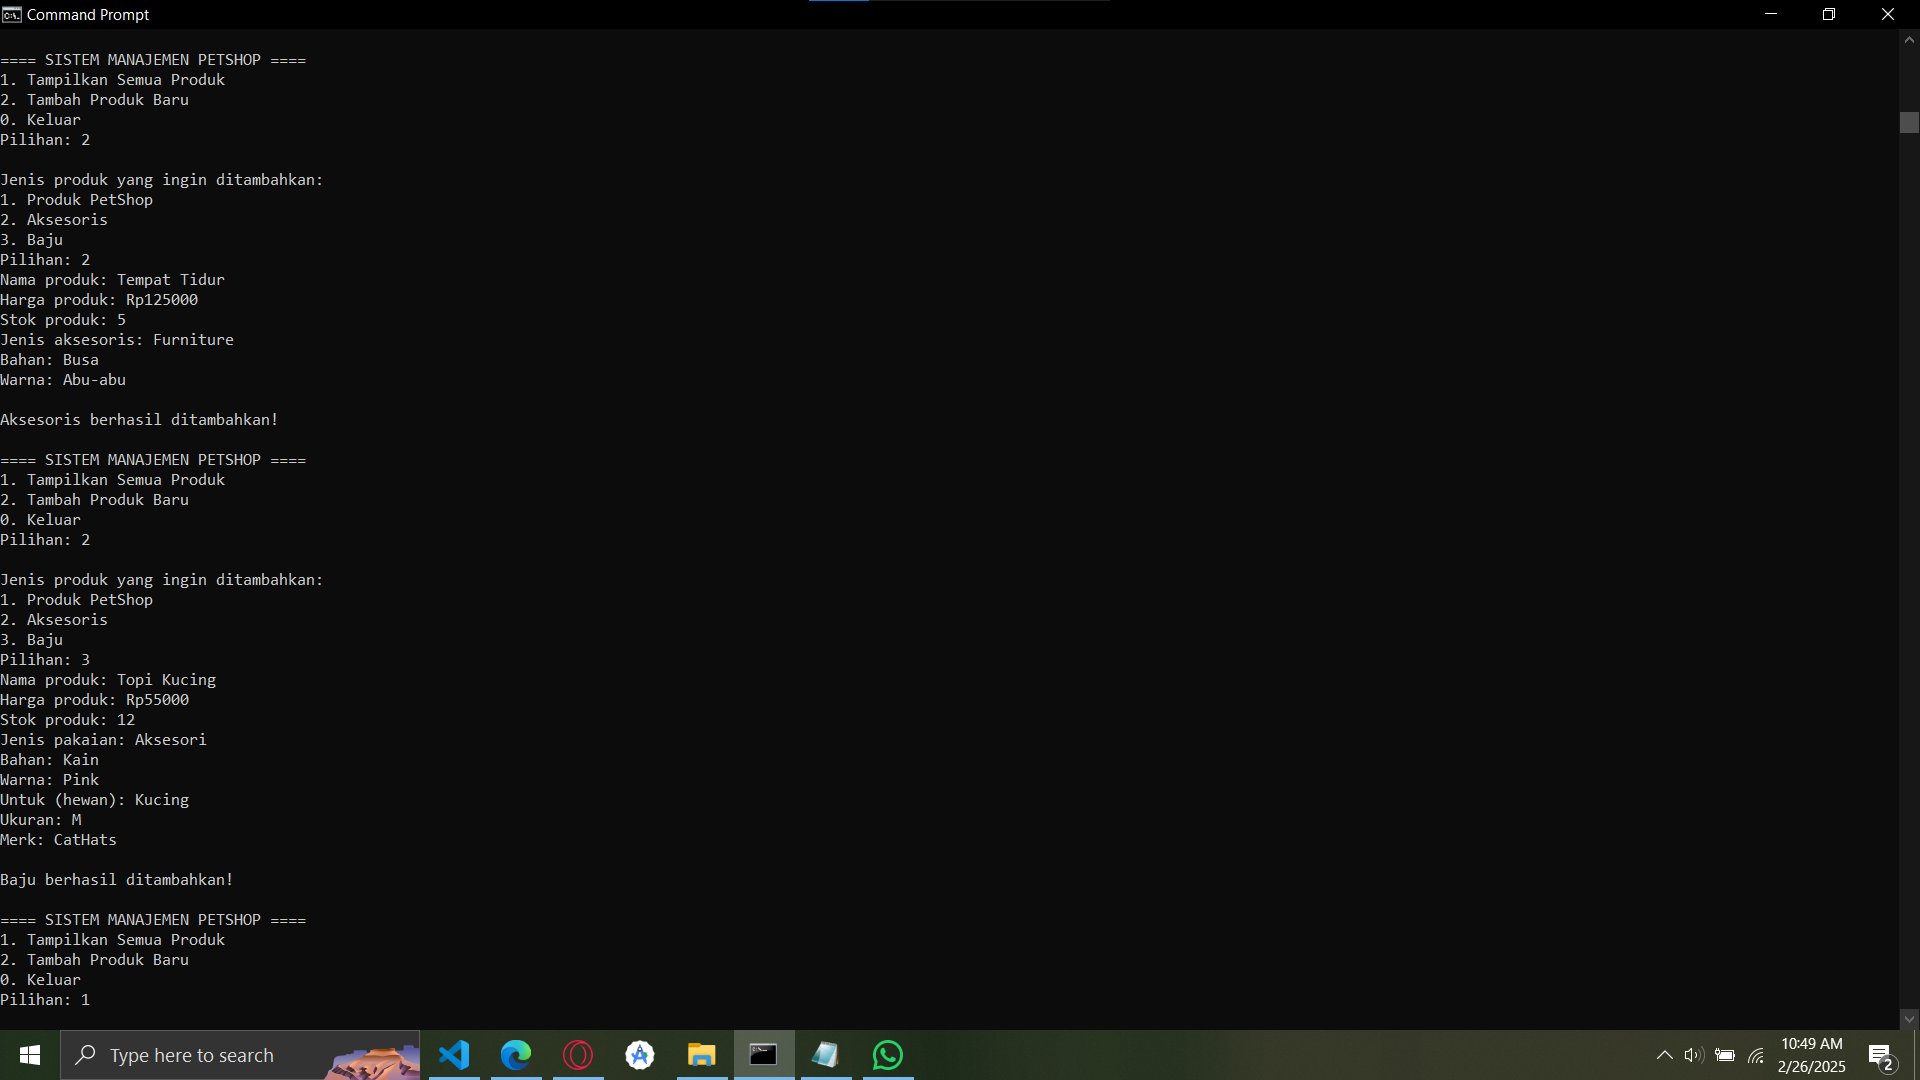 Command Prompt
==== SISTEM MANAJEMEN PETSHOP ====
1. Tampilkan Semua Produk
2. Tambah Produk Baru
0. Keluar
Pilihan: 2
Jenis produk yang ingin ditambahkan:
1. Produk PetShop
2. Aksesoris
3. Baju
Pilihan: 2
Nama produk: Tempat Tidur
Harga produk: Rp125000
Stok produk: 5
Jenis aksesoris: Furniture
Bahan: Busa
Warna: Abu-abu
Aksesoris berhasil ditambahkan!
==== SISTEM MANAJEMEN PETSHOP ====
1. Tampilkan Semua Produk
2. Tambah Produk Baru
0. Keluar
Pilihan: 2
Jenis produk yang ingin ditambahkan:
1. Produk PetShop
2. Aksesoris
3. Baju
Pilihan: 3
Nama produk: Topi Kucing
Harga produk: Rp55000
Stok produk: 12
Jenis pakaian: Aksesori
Bahan: Kain
Warna: Pink
Untuk (hewan): Kucing
Ukuran: M
Merk: CatHats
Baju berhasil ditambahkan!
==== SISTEM MANAJEMEN PETSHOP ====
1. Tampilkan Semua Produk
2. Tambah Produk Baru
0. Keluar
Pilihan: 1
Type here to search
10:49 AM
2/26/2025
2